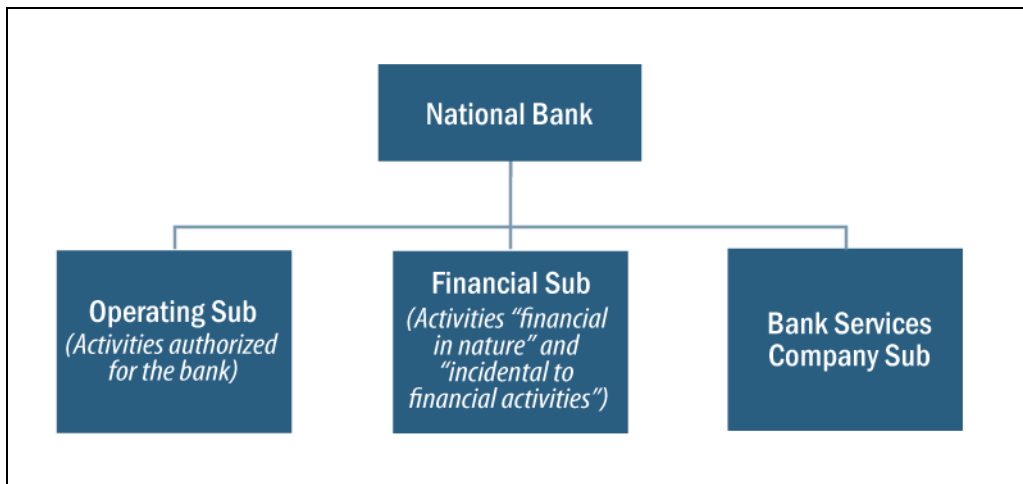 National Bank
Operating Sub
(Activities authorized
for the bank)
Financial Sub
(Activities “financial
in nature” and
“incidental to
financial activities”)
Bank Services
Company Sub